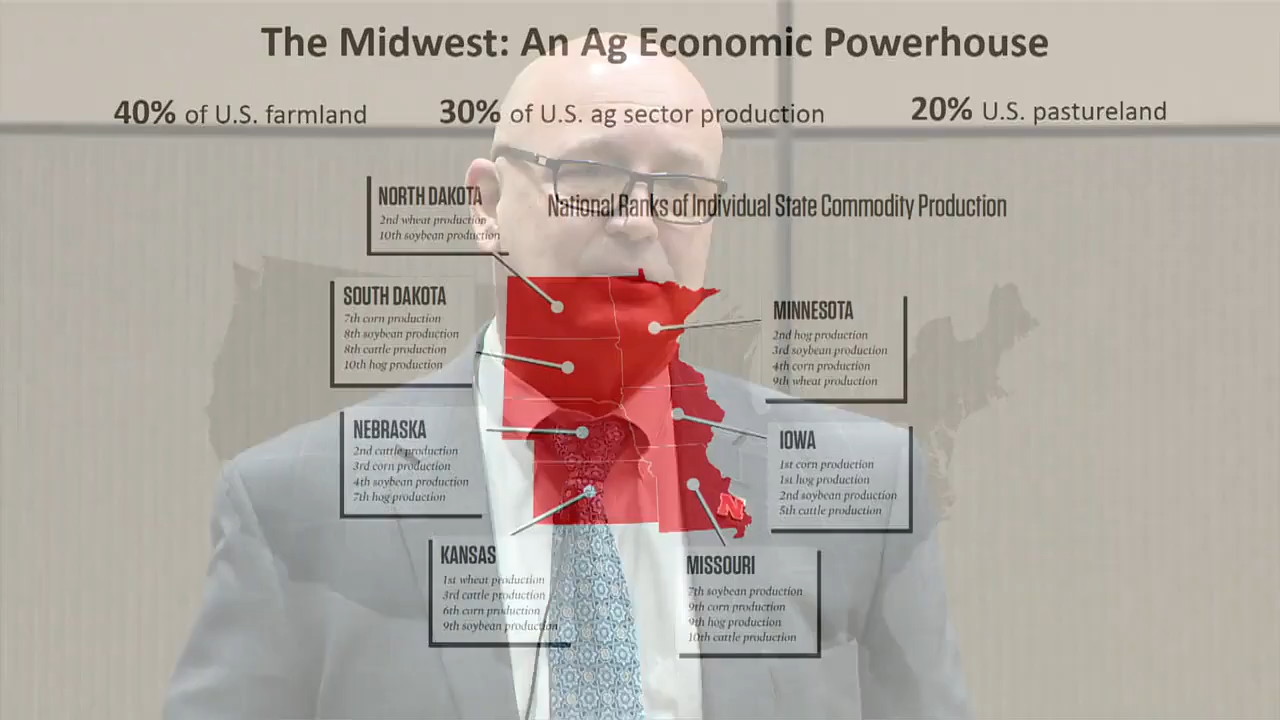 The Midwest: An Ag Economic Powerhouse
40% of U.S. farmland
30% of U.S. ag sector production
20% U.S. pastureland
National Ranks of Individual State Commodity Production
NORTH DAKOTA
2nd wheat production
10th soybean production
SOUTH DAKOTA
7th corn production
8th soybean production
8th cattle production
10th hog production
MINNESOTA
2nd hog production
3rd soybean production
4th corn production
9th wheat production
NEBRASKA
2nd cattle production
3rd corn production
4th soybean production
7th hog production
IOWA
1st corn production
1st hog production
2nd soybean production
5th cattle production
N
KANSAS
1st wheat production
3rd cattle production
6th corn production
9th soybean production
MISSOURI
7th soybean production
9th corn production
9th hog production
10th cattle production